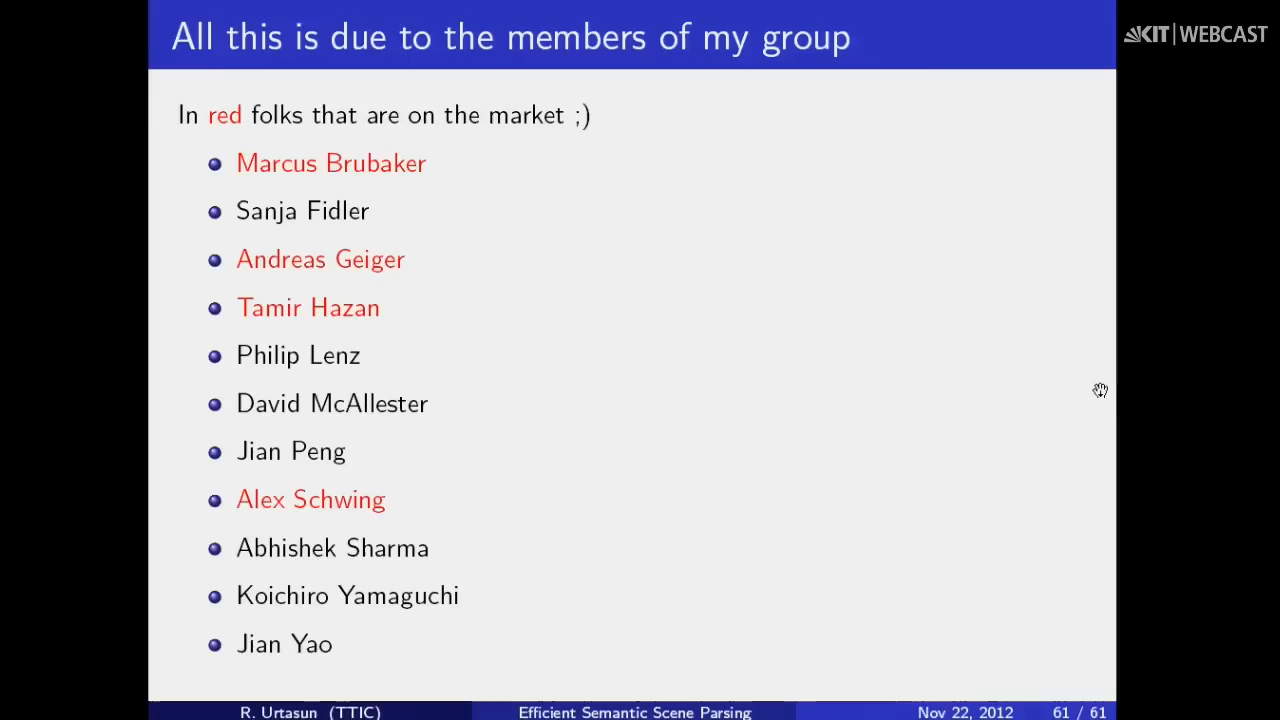 All this is due to the members of my group
KIT | WEBCAST
In red folks that are on the market ;)
Marcus Brubaker
Sanja Fidler
Andreas Geiger
Tamir Hazan
Philip Lenz
David McAllester
Jian Peng
Alex Schwing
Abhishek Sharma
Koichiro Yamaguchi
Jian Yao
R. Urtasun (TTIC) Efficient Semantic Scene Parsing Nov 22, 2012 61 / 61